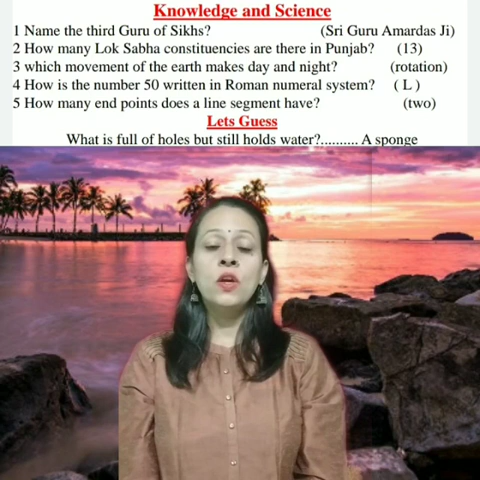 Knowledge and Science
1 Name the third Guru of Sikhs? (Sri Guru Amardas Ji)
2 How many Lok Sabha constituencies are there in Punjab? (13)
3 which movement of the earth makes day and night? (rotation)
4 How is the number 50 written in Roman numeral system? ( L )
5 How many end points does a line segment have? (two)
Lets Guess
What is full of holes but still holds water?.......... A sponge